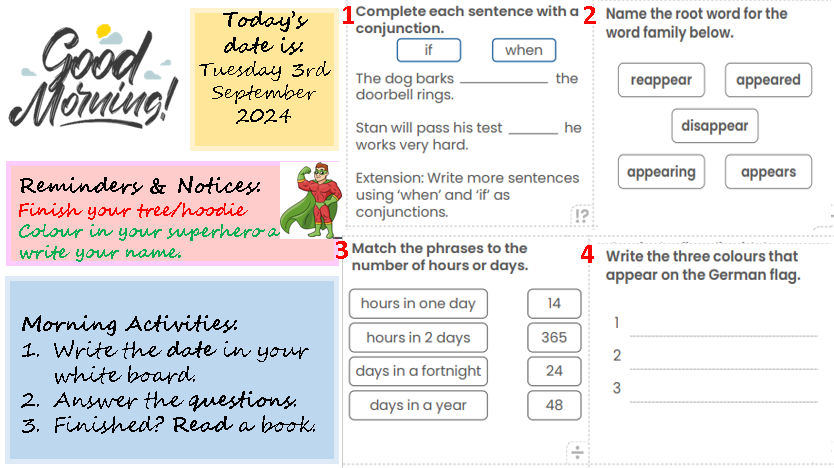 Good
Morning!
Today's
date is:
Tuesday 3rd
September
2024
Reminders & Notices:
Finish your tree/hoodie
Colour in your superhero a
write your name.
Morning Activities:
1. Write the date in your
white board.
2. Answer the questions.
3. Finished? Read a book.
1
Complete each sentence with a
conjunction.
if
when
The dog barks ____________ the
doorbell rings.
Stan will pass his test _______ he
works very hard.
Extension: Write more sentences
using ‘when’ and ‘if’ as
conjunctions.
!?
2
Name the root word for the
word family below.
reappear
appeared
disappear
appearing
appears
3
Match the phrases to the
number of hours or days.
hours in one day
14
hours in 2 days
365
days in a fortnight
24
days in a year
48
÷
4
Write the three colours that
appear on the German flag.
1
2
3